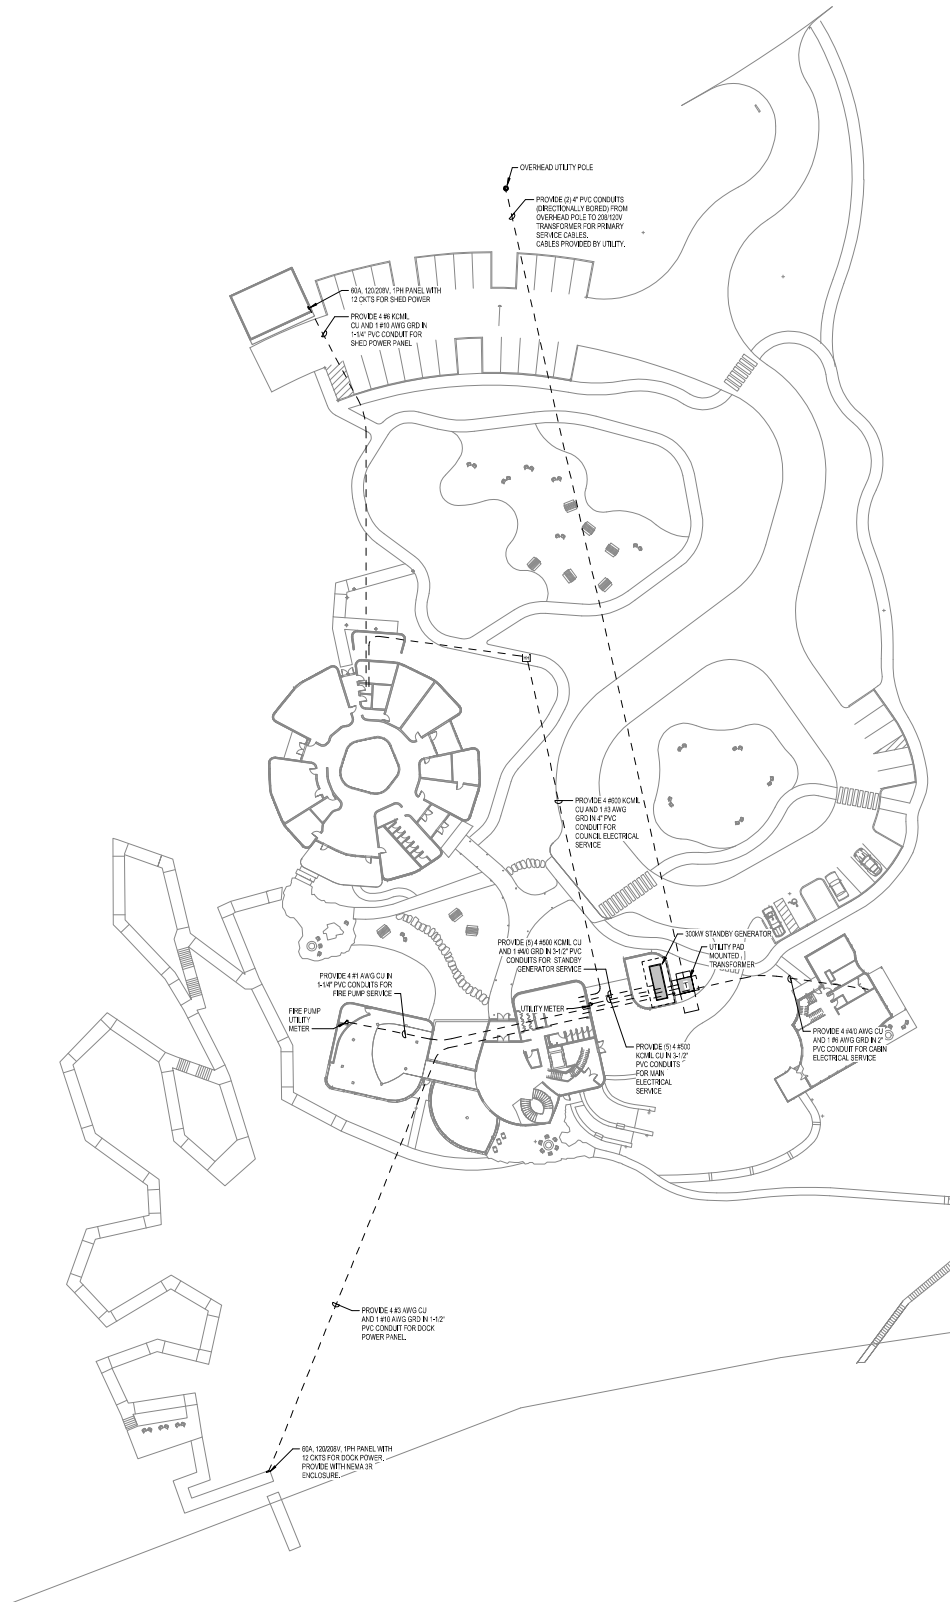 OVERHEAD UTILITY POLE
PROVIDE (2) 4" PVC CONDUITS
(DIRECTIONALLY BORED) FROM
OVERHEAD POLE TO 208/120V
TRANSFORMER FOR PRIMARY
SERVICE CABLES.
CABLES PROVIDED BY UTILITY.
60A, 120/208V, 1PH PANEL WITH
12 CKTS FOR SHED POWER
PROVIDE 4 #6 KCMIL
CU AND 1 #10 AWG GRD IN
1-1/4" PVC CONDUIT FOR
SHED POWER PANEL
PROVIDE 4 #600 KCMIL
CU AND 1 #3 AWG
GRD IN 4" PVC
CONDUIT FOR
COUNCIL ELECTRICAL
SERVICE
300kW STANDBY GENERATOR
UTILITY PAD
MOUNTED
TRANSFORMER
PROVIDE (5) 4 #500 KCMIL CU
AND 1 #4/0 GRD IN 3-1/2" PVC
CONDUITS FOR STANDBY
GENERATOR SERVICE
PROVIDE 4 #1 AWG CU IN
1-1/4" PVC CONDUITS FOR
FIRE PUMP SERVICE
FIRE PUMP
UTILITY
METER
UTILITY METER
T
PROVIDE 4 #4/0 AWG CU
AND 1 #6 AWG GRD IN 2"
PVC CONDUIT FOR CABIN
ELECTRICAL SERVICE
PROVIDE (5) 4 #500
KCMIL CU IN 3-1/2"
PVC CONDUITS
FOR MAIN
ELECTRICAL
SERVICE
PROVIDE 4 #3 AWG CU
AND 1 #10 AWG GRD IN 1-1/2"
PVC CONDUIT FOR DOCK
POWER PANEL.
60A, 120/208V, 1PH PANEL WITH
12 CKTS FOR DOCK POWER.
PROVIDE WITH NEMA 3R
ENCLOSURE.